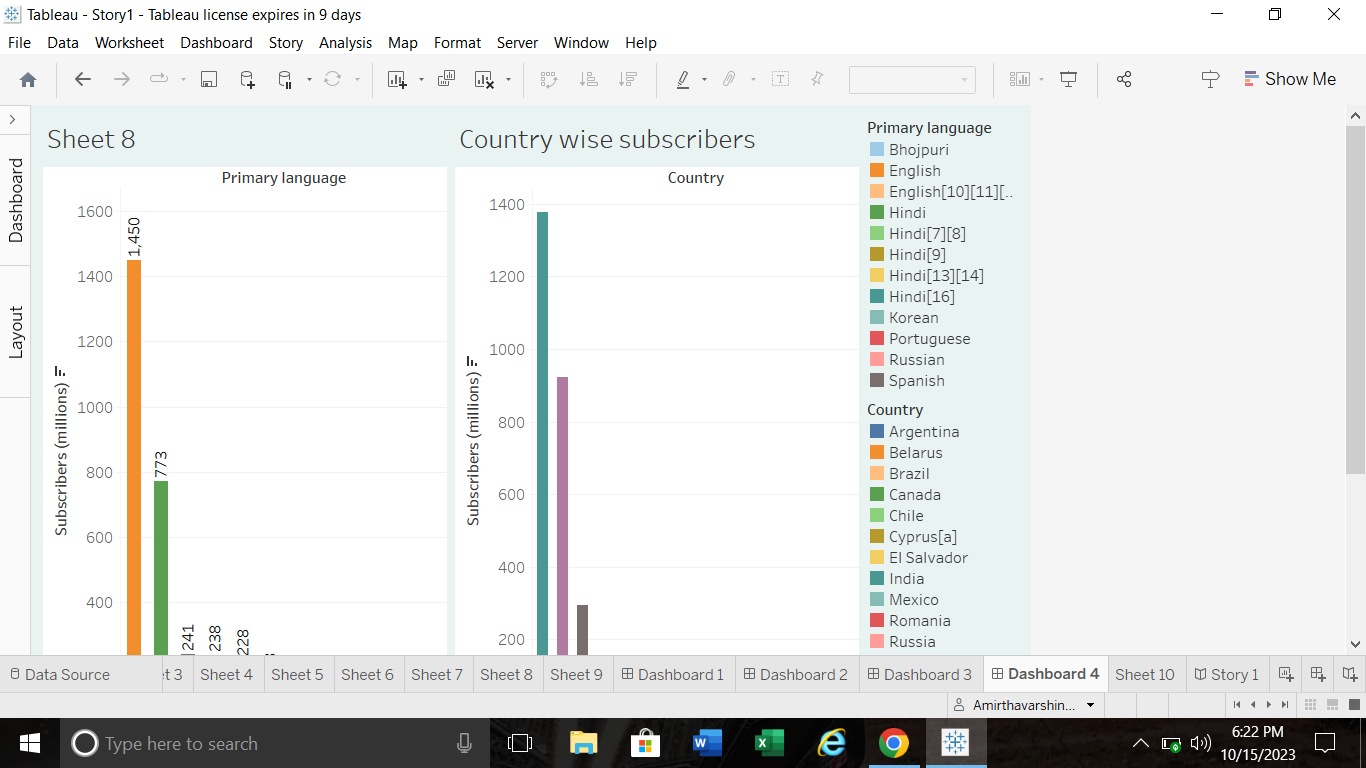 Tableau - Story1 - Tableau license expires in 9 days
File Data Worksheet Dashboard Story Analysis Map Format Server Window Help
Show Me
Dashboard
Layout
Sheet 8
Primary language
Subscribers (millions)
1600
1400
1200
1000
800
600
400
1,450
773
241
238
228
Country wise subscribers
Country
Subscribers (millions)
1400
1200
1000
800
600
400
200
Primary language
Bhojpuri
English
English[10][11][..
Hindi
Hindi[7][8]
Hindi[9]
Hindi[13][14]
Hindi[16]
Korean
Portuguese
Russian
Spanish
Country
Argentina
Belarus
Brazil
Canada
Chile
Cyprus[a]
El Salvador
India
Mexico
Romania
Russia
Data Source t 3 Sheet 4 Sheet 5 Sheet 6 Sheet 7 Sheet 8 Sheet 9 Dashboard 1 Dashboard 2 Dashboard 3 Dashboard 4 Sheet 10 Story 1
Amirthavarshin...
Type here to search
6:22 PM
10/15/2023